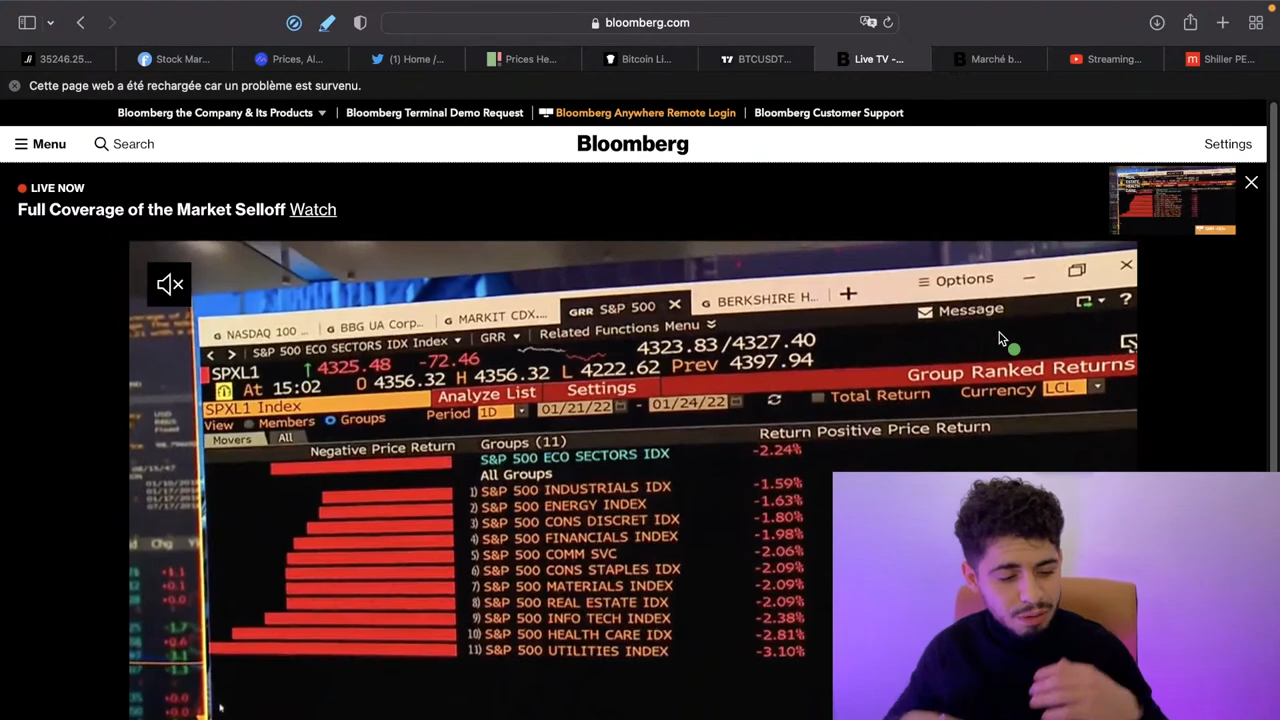 bloomberg.com
35246.25...
Stock Mar...
Prices, Al...
(1) Home /...
Prices He...
Bitcoin Li...
BTCUSDT...
Live TV -...
Marché b...
Streaming...
Shiller PE...
Cette page web a été rechargée car un problème est survenu.
Bloomberg the Company & Its Products
Bloomberg Terminal Demo Request
Bloomberg Anywhere Remote Login
Bloomberg Customer Support
Menu
Search
Bloomberg
Settings
LIVE NOW
Full Coverage of the Market Selloff Watch
Options
G NASDAQ 100 ...
G BBG UA Corp...
G MARKIT CDX....
GRR S&P 500
G BERKSHIRE H...
Message
S&P 500 ECO SECTORS IDX Index
GRR
Related Functions Menu
SPXL1
4325.48 -72.46
4323.83/4327.40
At 15:02 O 4356.32 H 4356.32 L 4222.62 Prev 4397.94
SPXL1 Index
Analyze List
Settings
Group Ranked Returns
View Members Groups Period 1D 01/21/22 - 01/24/22 Total Return Currency LCL
Movers All
Negative Price Return
Groups (11)
Return Positive Price Return
S&P 500 ECO SECTORS IDX -2.24%
All Groups
1) S&P 500 INDUSTRIALS IDX -1.59%
2) S&P 500 ENERGY INDEX -1.63%
3) S&P 500 CONS DISCRET IDX -1.80%
4) S&P 500 FINANCIALS INDEX -1.98%
5) S&P 500 COMM SVC -2.06%
6) S&P 500 CONS STAPLES IDX -2.09%
7) S&P 500 MATERIALS INDEX -2.09%
8) S&P 500 REAL ESTATE IDX -2.09%
9) S&P 500 INFO TECH INDEX -2.38%
10) S&P 500 HEALTH CARE IDX -2.81%
11) S&P 500 UTILITIES INDEX -3.10%